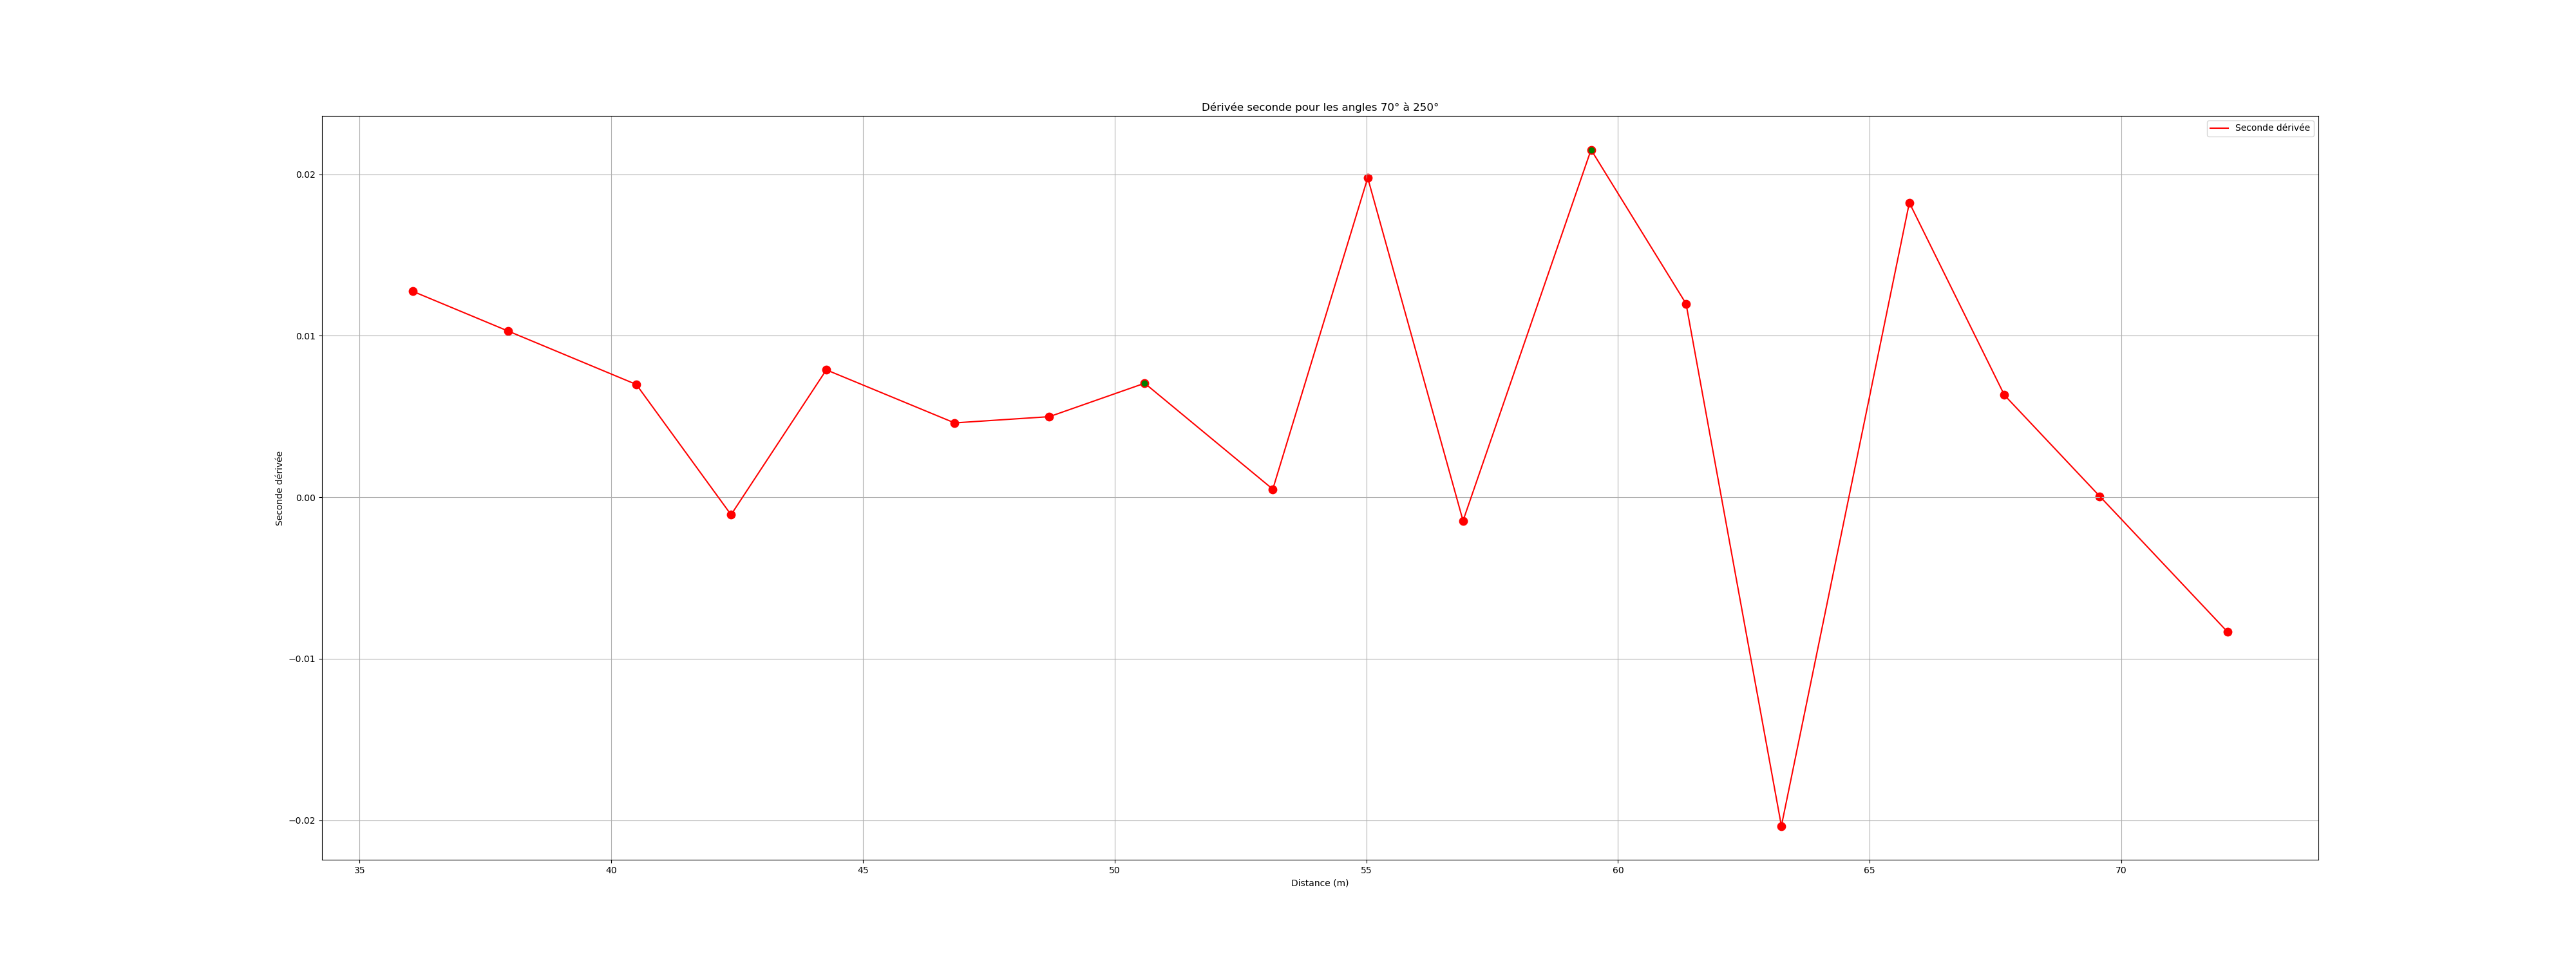 Dérivée seconde pour les angles 70° à 250°
Seconde dérivée
0.02
0.01
0.00
−0.01
−0.02
Seconde dérivée
35 40 45 50 55 60 65 70
Distance (m)